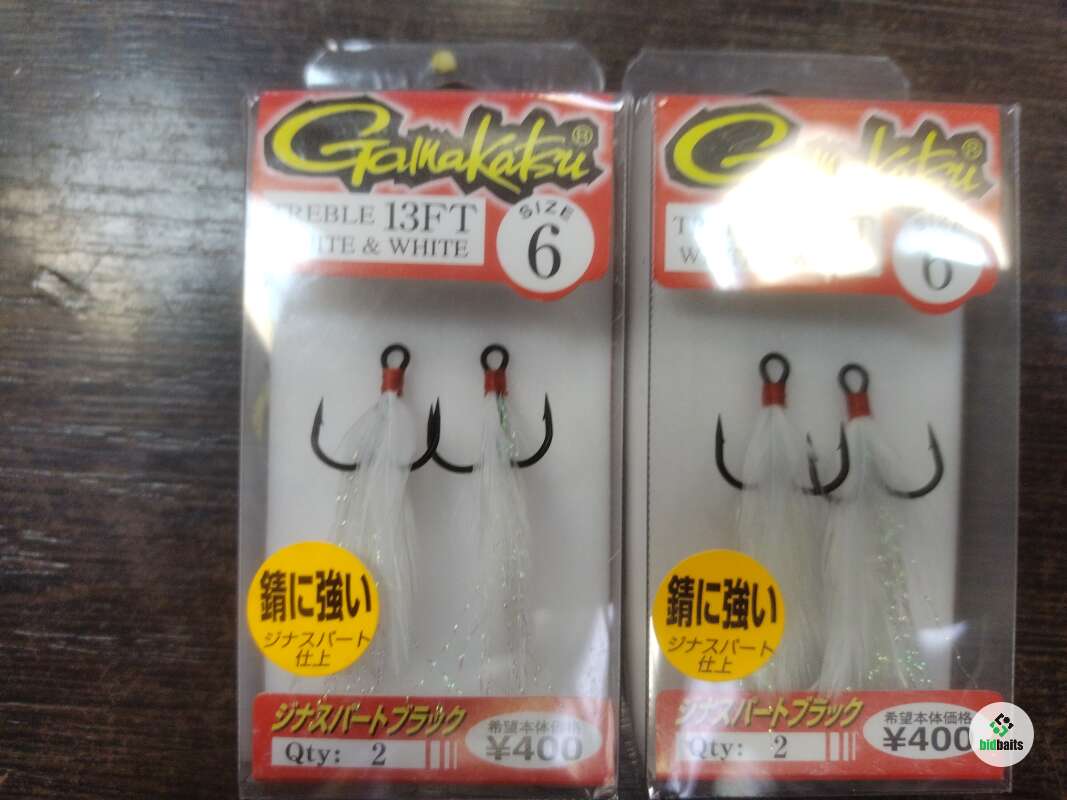 Gamakatsu®
TREBLE 13FT
WHITE & WHITE
SIZE
6
錆に強い
ジナスパート
仕上
ジナスパートブラック
Qty: 2
希望本体価格
¥400
Gamakatsu®
SIZE
6
錆に強い
ジナスパート
仕上
ジナスパートブラック
Qty: 2
希望本体価格
¥400
bidbaits